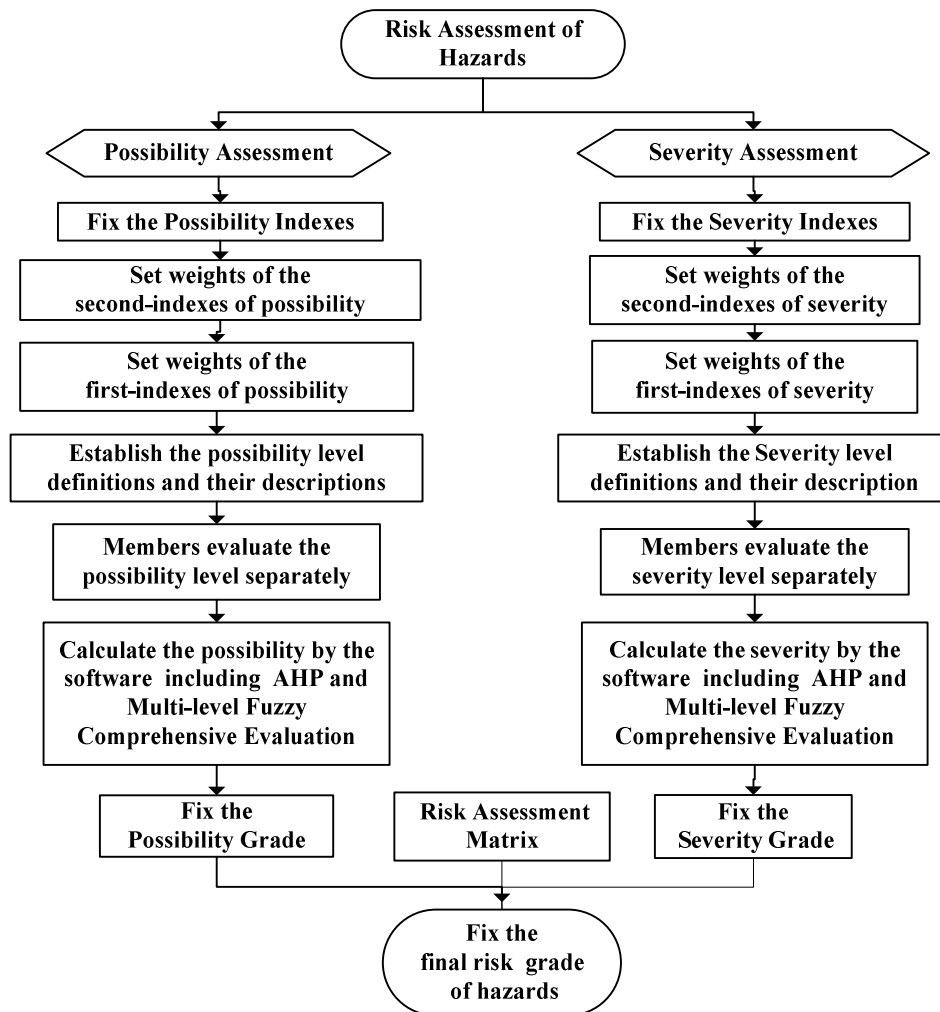 Risk Assessment of
Hazards
Possibility Assessment
Fix the Possibility Indexes
Set weights of the
second-indexes of possibility
Set weights of the
first-indexes of possibility
Establish the possibility level
definitions and their descriptions
Members evaluate the
possibility level separately
Calculate the possibility by the
software including AHP and
Multi-level Fuzzy
Comprehensive Evaluation
Fix the
Possibility Grade
Severity Assessment
Fix the Severity Indexes
Set weights of the
second-indexes of severity
Set weights of the
first-indexes of severity
Establish the Severity level
definitions and their description
Members evaluate the
severity level separately
Calculate the severity by the
software including AHP and
Multi-level Fuzzy
Comprehensive Evaluation
Fix the
Severity Grade
Risk Assessment
Matrix
Fix the
final risk grade
of hazards